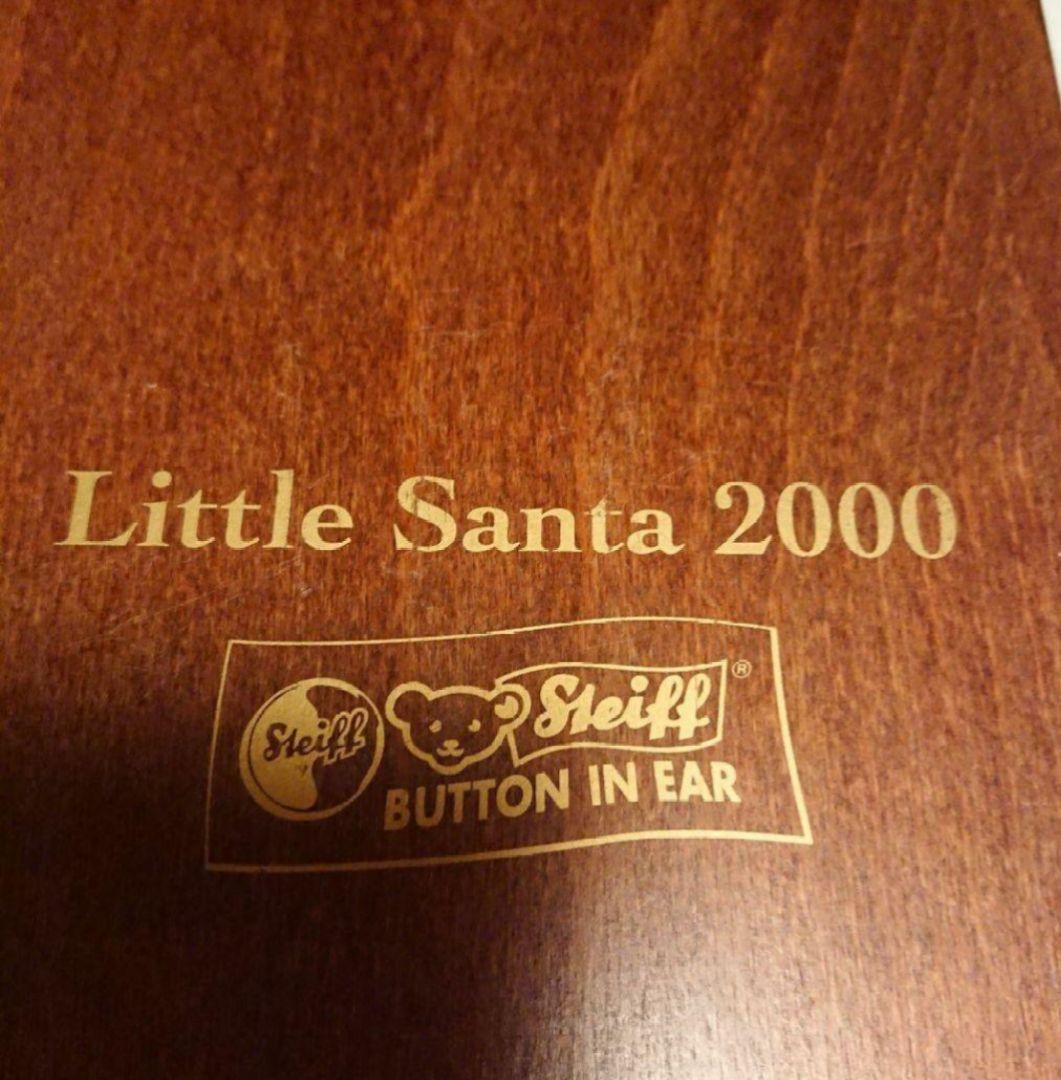 Little Santa 2000
Steiff
Steiff®
BUTTON IN EAR